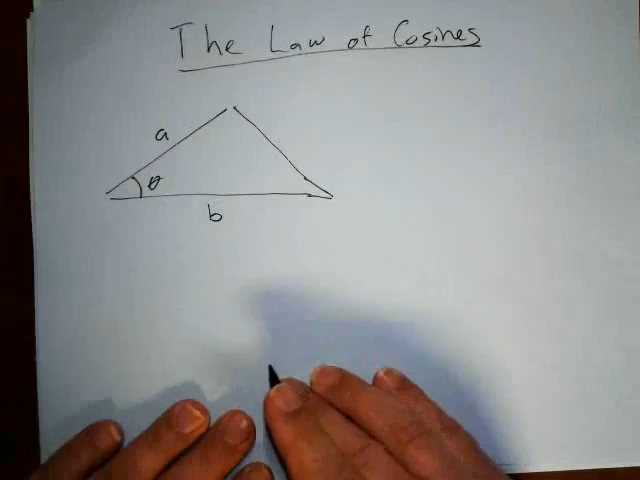 The Law of Cosines
a
θ
b